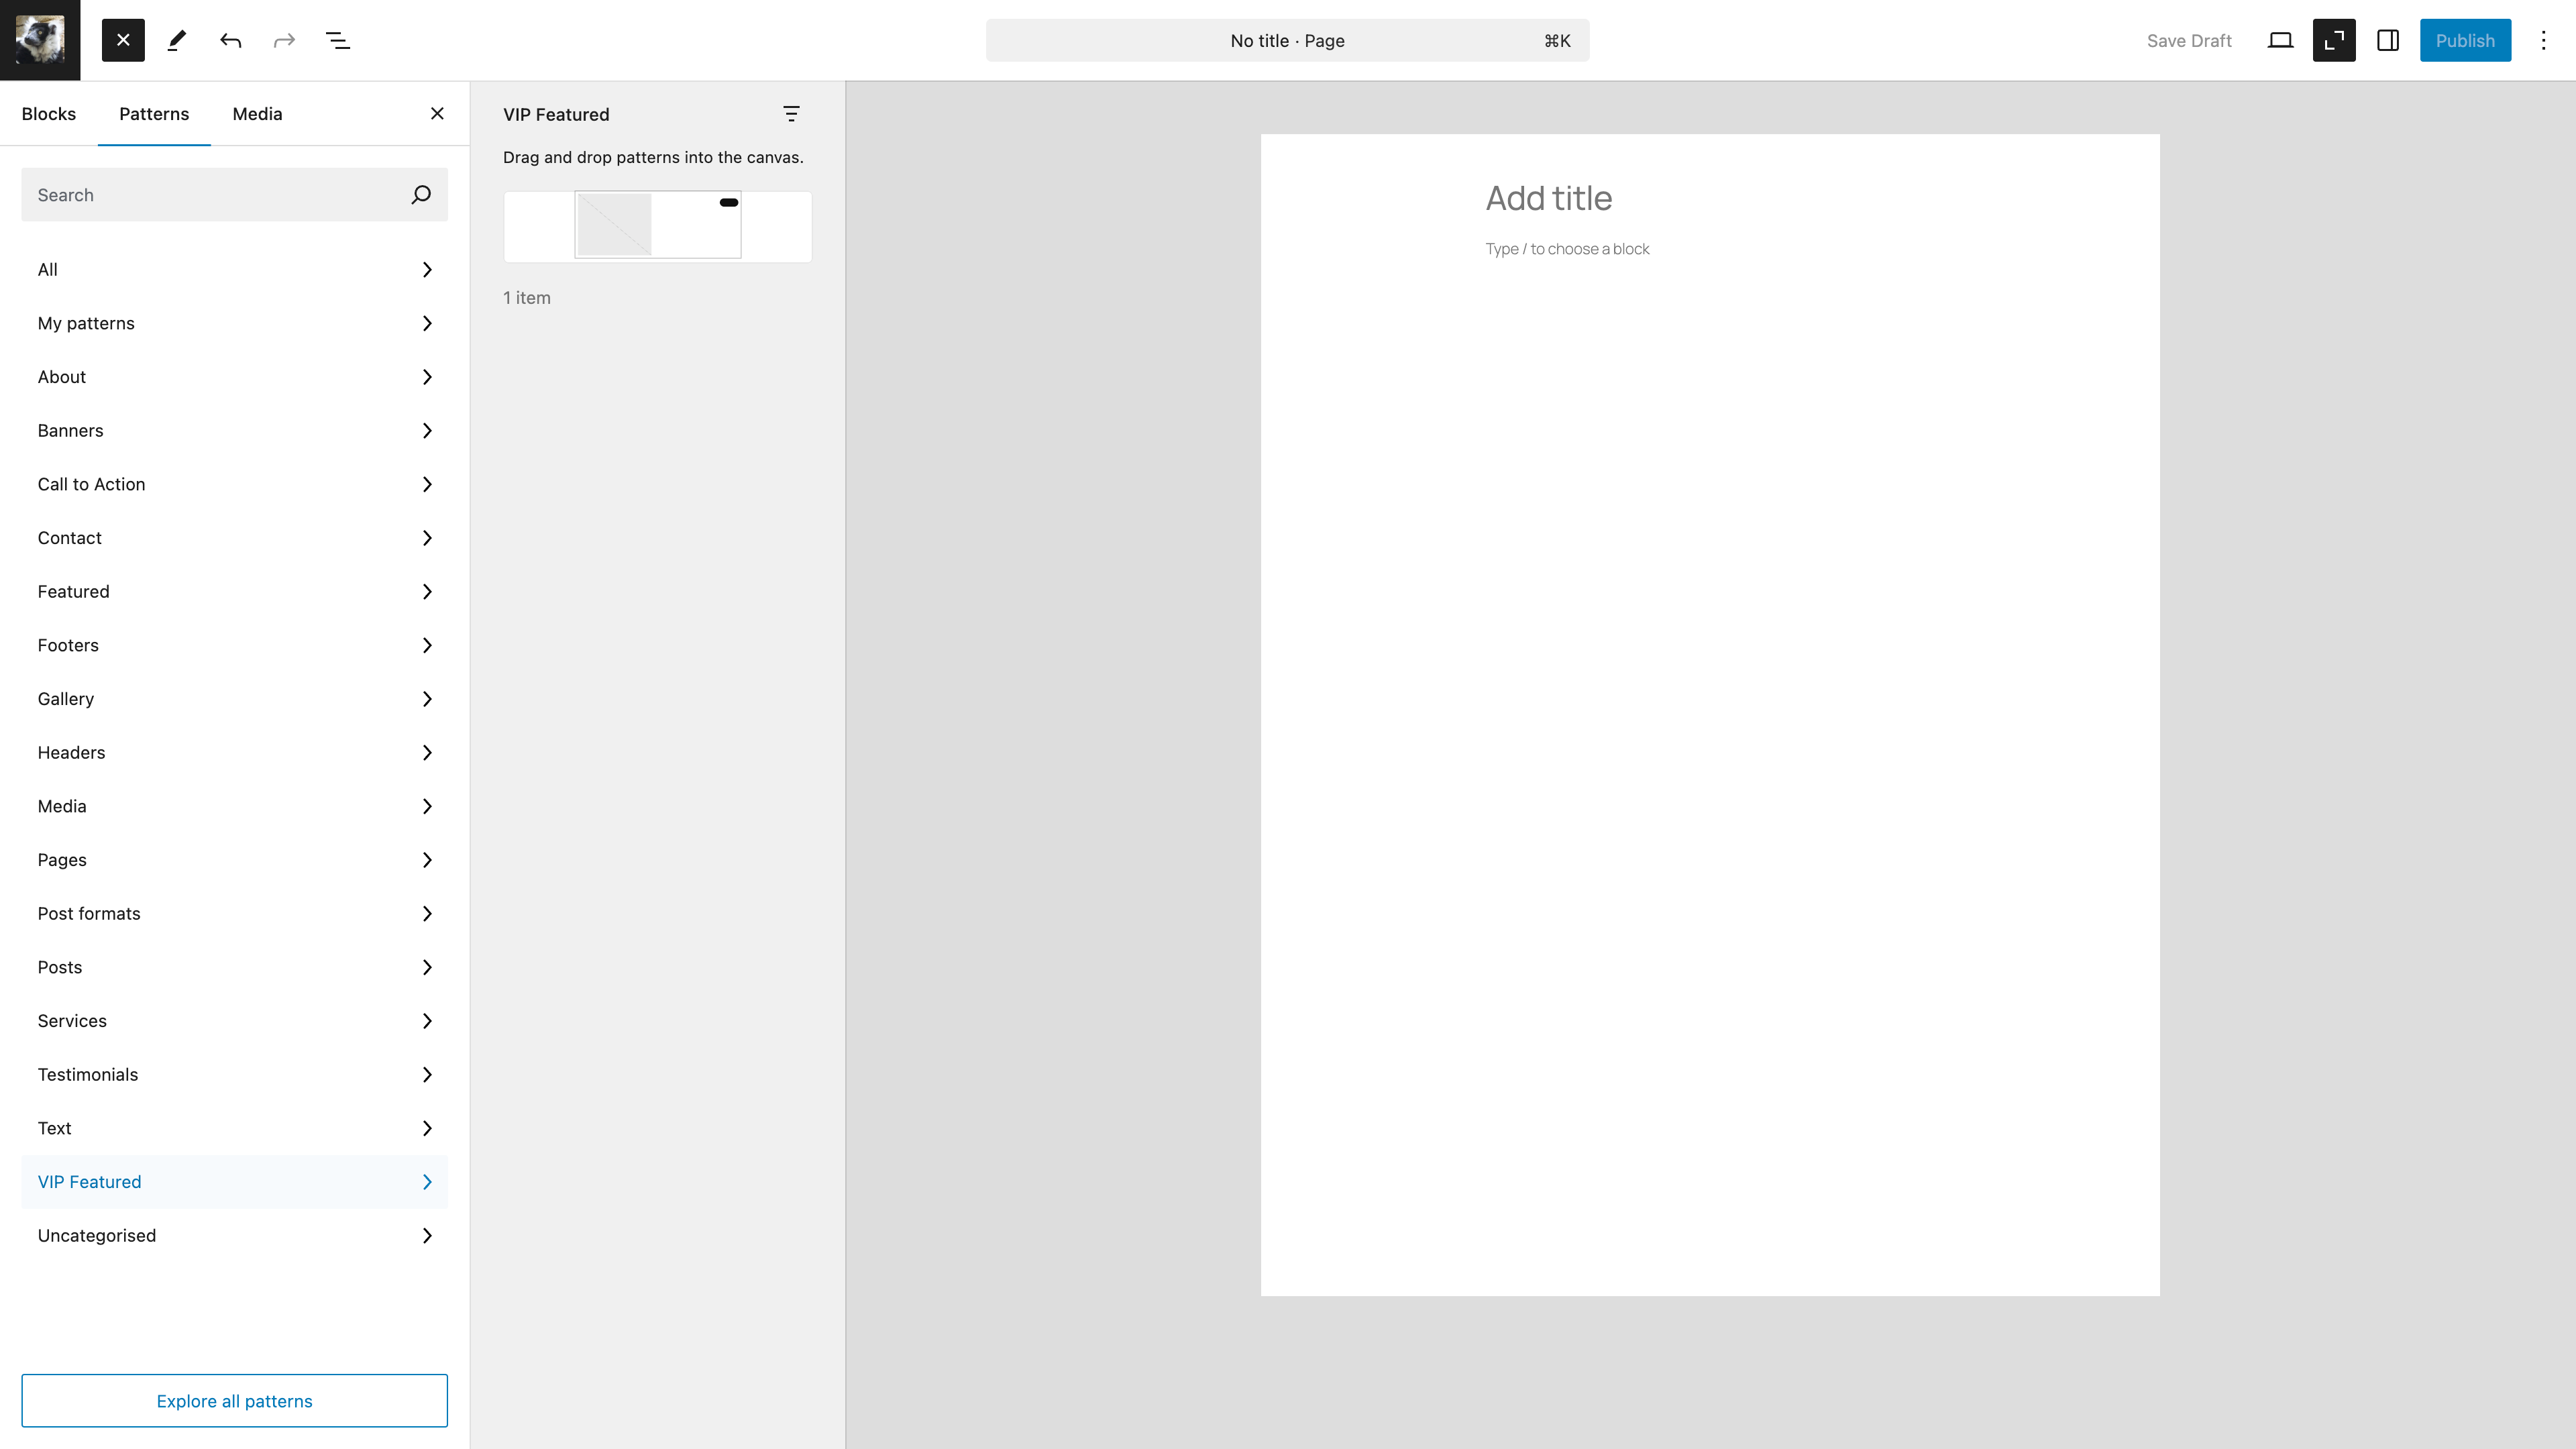 No title · Page
⌘K
Save Draft
Publish
Blocks
Patterns
Media
Search
All
My patterns
About
Banners
Call to Action
Contact
Featured
Footers
Gallery
Headers
Media
Pages
Post formats
Posts
Services
Testimonials
Text
VIP Featured
Uncategorised
Explore all patterns
VIP Featured
Drag and drop patterns into the canvas.
1 item
Add title
Type / to choose a block